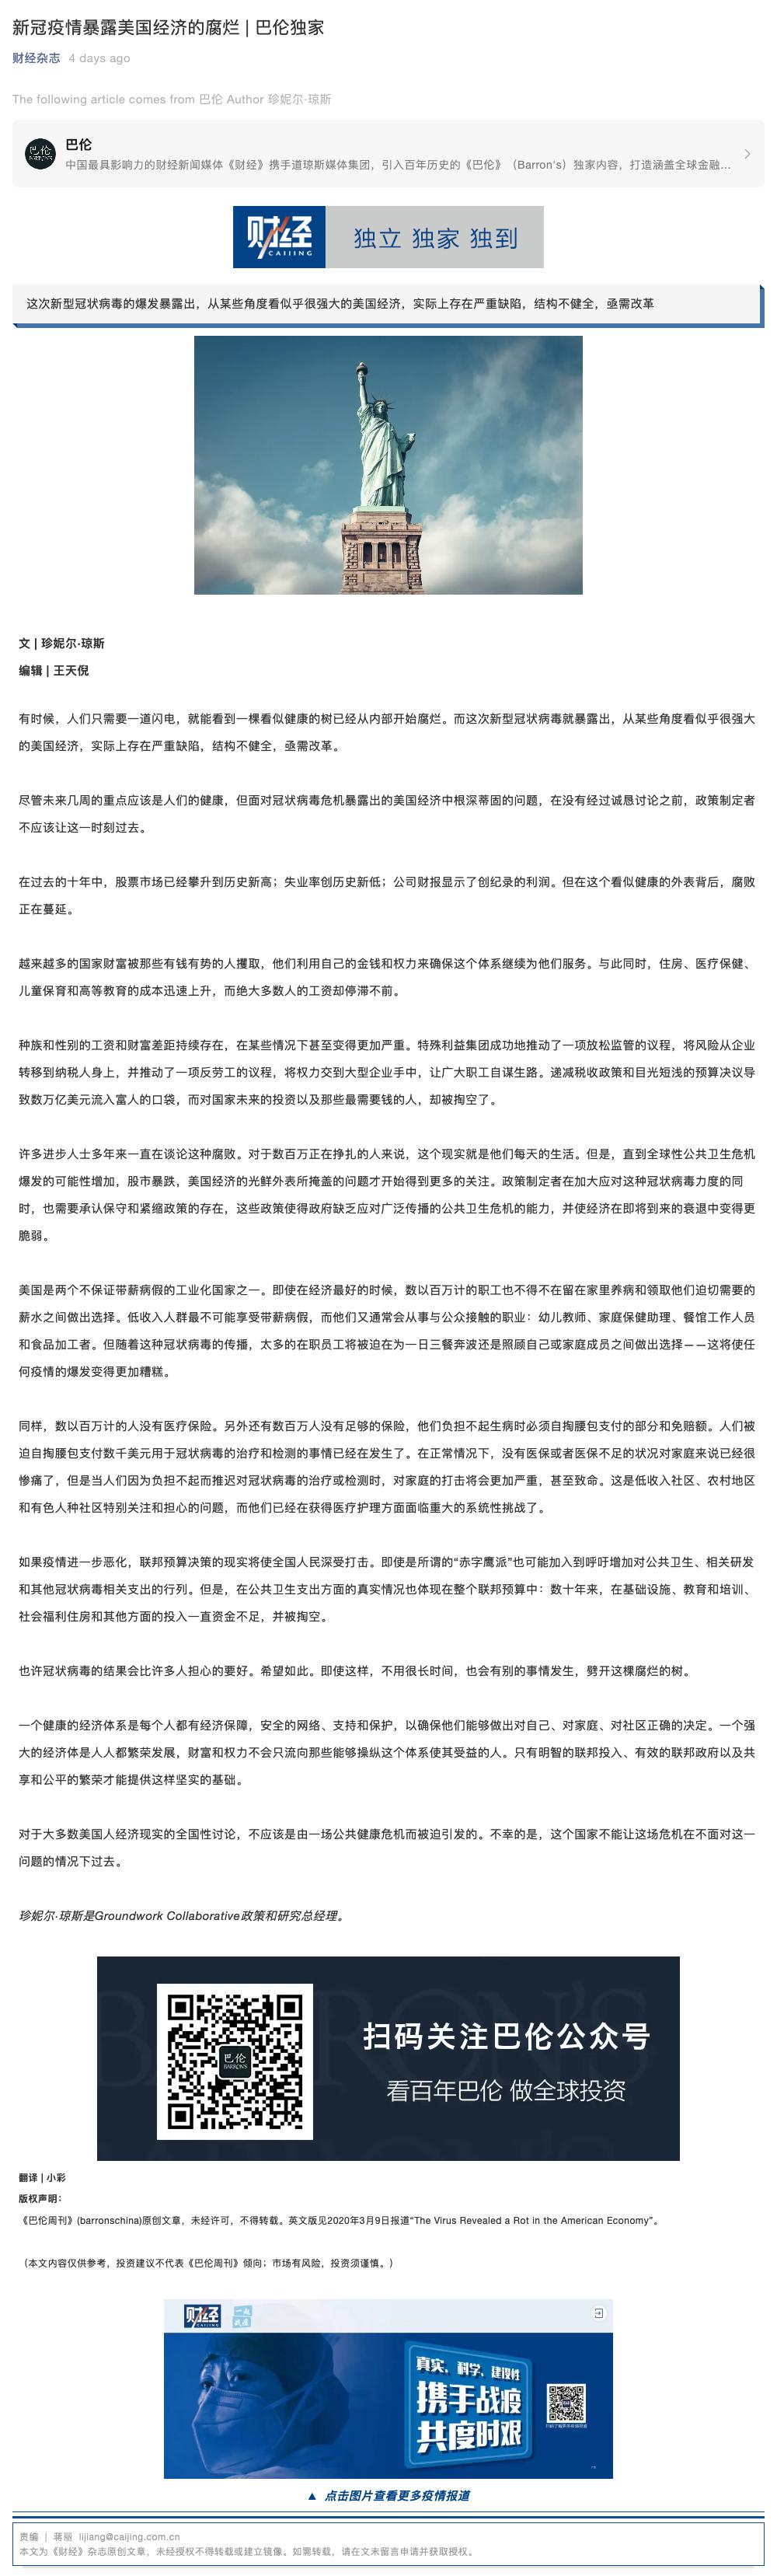 新冠疫情暴露美国经济的腐烂 | 巴伦独家
财经杂志 4 days ago
The following article comes from 巴伦 Author 珍妮尔·琼斯
巴伦
BARRON'S
巴伦
中国最具影响力的财经新闻媒体《财经》携手道琼斯媒体集团，引入百年历史的《巴伦》（Barron's）独家内容，打造涵盖全球金融...
财经
CAIJING
独立 独家 独到
这次新型冠状病毒的爆发暴露出，从某些角度看似乎很强大的美国经济，实际上存在严重缺陷，结构不健全，亟需改革
文 | 珍妮尔·琼斯
编辑 | 王天倪
有时候，人们只需要一道闪电，就能看到一棵看似健康的树已经从内部开始腐烂。而这次新型冠状病毒就暴露出，从某些角度看似乎很强大
的美国经济，实际上存在严重缺陷，结构不健全，亟需改革。
尽管未来几周的重点应该是人们的健康，但面对冠状病毒危机暴露出的美国经济中根深蒂固的问题，在没有经过诚恳讨论之前，政策制定者
不应该让这一时刻过去。
在过去的十年中，股票市场已经攀升到历史新高；失业率创历史新低；公司财报显示了创纪录的利润。但在这个看似健康的外表背后，腐败
正在蔓延。
越来越多的国家财富被那些有钱有势的人攫取，他们利用自己的金钱和权力来确保这个体系继续为他们服务。与此同时，住房、医疗保健、
儿童保育和高等教育的成本迅速上升，而绝大多数人的工资却停滞不前。
种族和性别的工资和财富差距持续存在，在某些情况下甚至变得更加严重。特殊利益集团成功地推动了一项放松监管的议程，将风险从企业
转移到纳税人身上，并推动了一项反劳工的议程，将权力交到大型企业手中，让广大职工自谋生路。递减税收政策和目光短浅的预算决议导
致数万亿美元流入富人的口袋，而对国家未来的投资以及那些最需要钱的人，却被掏空了。
许多进步人士多年来一直在谈论这种腐败。对于数百万正在挣扎的人来说，这个现实就是他们每天的生活。但是，直到全球性公共卫生危机
爆发的可能性增加，股市暴跌，美国经济的光鲜外表所掩盖的问题才开始得到更多的关注。政策制定者在加大应对这种冠状病毒力度的同
时，也需要承认保守和紧缩政策的存在，这些政策使得政府缺乏应对广泛传播的公共卫生危机的能力，并使经济在即将到来的衰退中变得更
脆弱。
美国是两个不保证带薪病假的工业化国家之一。即使在经济最好的时候，数以百万计的职工也不得不在留在家里养病和领取他们迫切需要的
薪水之间做出选择。低收入人群最不可能享受带薪病假，而他们又通常会从事与公众接触的职业：幼儿教师、家庭保健助理、餐馆工作人员
和食品加工者。但随着这种冠状病毒的传播，太多的在职员工将被迫在为一日三餐奔波还是照顾自己或家庭成员之间做出选择——这将使任
何疫情的爆发变得更加糟糕。
同样，数以百万计的人没有医疗保险。另外还有数百万人没有足够的保险，他们负担不起生病时必须自掏腰包支付的部分和免赔额。人们被
迫自掏腰包支付数千美元用于冠状病毒的治疗和检测的事情已经在发生了。在正常情况下，没有医保或者医保不足的状况对家庭来说已经很
惨痛了，但是当人们因为负担不起而推迟对冠状病毒的治疗或检测时，对家庭的打击将会更加严重，甚至致命。这是低收入社区、农村地区
和有色人种社区特别关注和担心的问题，而他们已经在获得医疗护理方面面临重大的系统性挑战了。
如果疫情进一步恶化，联邦预算决策的现实将使全国人民深受打击。即使是所谓的“赤字鹰派”也可能加入到呼吁增加对公共卫生、相关研发
和其他冠状病毒相关支出的行列。但是，在公共卫生支出方面的真实情况也体现在整个联邦预算中：数十年来，在基础设施、教育和培训、
社会福利住房和其他方面的投入一直资金不足，并被掏空。
也许冠状病毒的结果会比许多人担心的要好。希望如此。即使这样，不用很长时间，也会有别的事情发生，劈开这棵腐烂的树。
一个健康的经济体系是每个人都有经济保障，安全的网络、支持和保护，以确保他们能够做出对自己、对家庭、对社区正确的决定。一个强
大的经济体是人人都繁荣发展，财富和权力不会只流向那些能够操纵这个体系使其受益的人。只有明智的联邦投入、有效的联邦政府以及共
享和公平的繁荣才能提供这样坚实的基础。
对于大多数美国人经济现实的全国性讨论，不应该是由一场公共健康危机而被迫引发的。不幸的是，这个国家不能让这场危机在不面对这一
问题的情况下过去。
珍妮尔·琼斯是Groundwork Collaborative政策和研究总经理。
巴伦
BARRON'S
扫码关注巴伦公众号
看百年巴伦 做全球投资
翻译 | 小彩
版权声明：
《巴伦周刊》(barronschina)原创文章，未经许可，不得转载。英文版见2020年3月9日报道“The Virus Revealed a Rot in the American Economy”。
（本文内容仅供参考，投资建议不代表《巴伦周刊》倾向；市场有风险，投资须谨慎。）
财经
CAIJING
真实、科学、建设性
携手战疫
共度时艰
▲ 点击图片查看更多疫情报道
责编 | 蒋丽 lijiang@caijing.com.cn
本文为《财经》杂志原创文章，未经授权不得转载或建立镜像。如需转载，请在文末留言申请并获取授权。